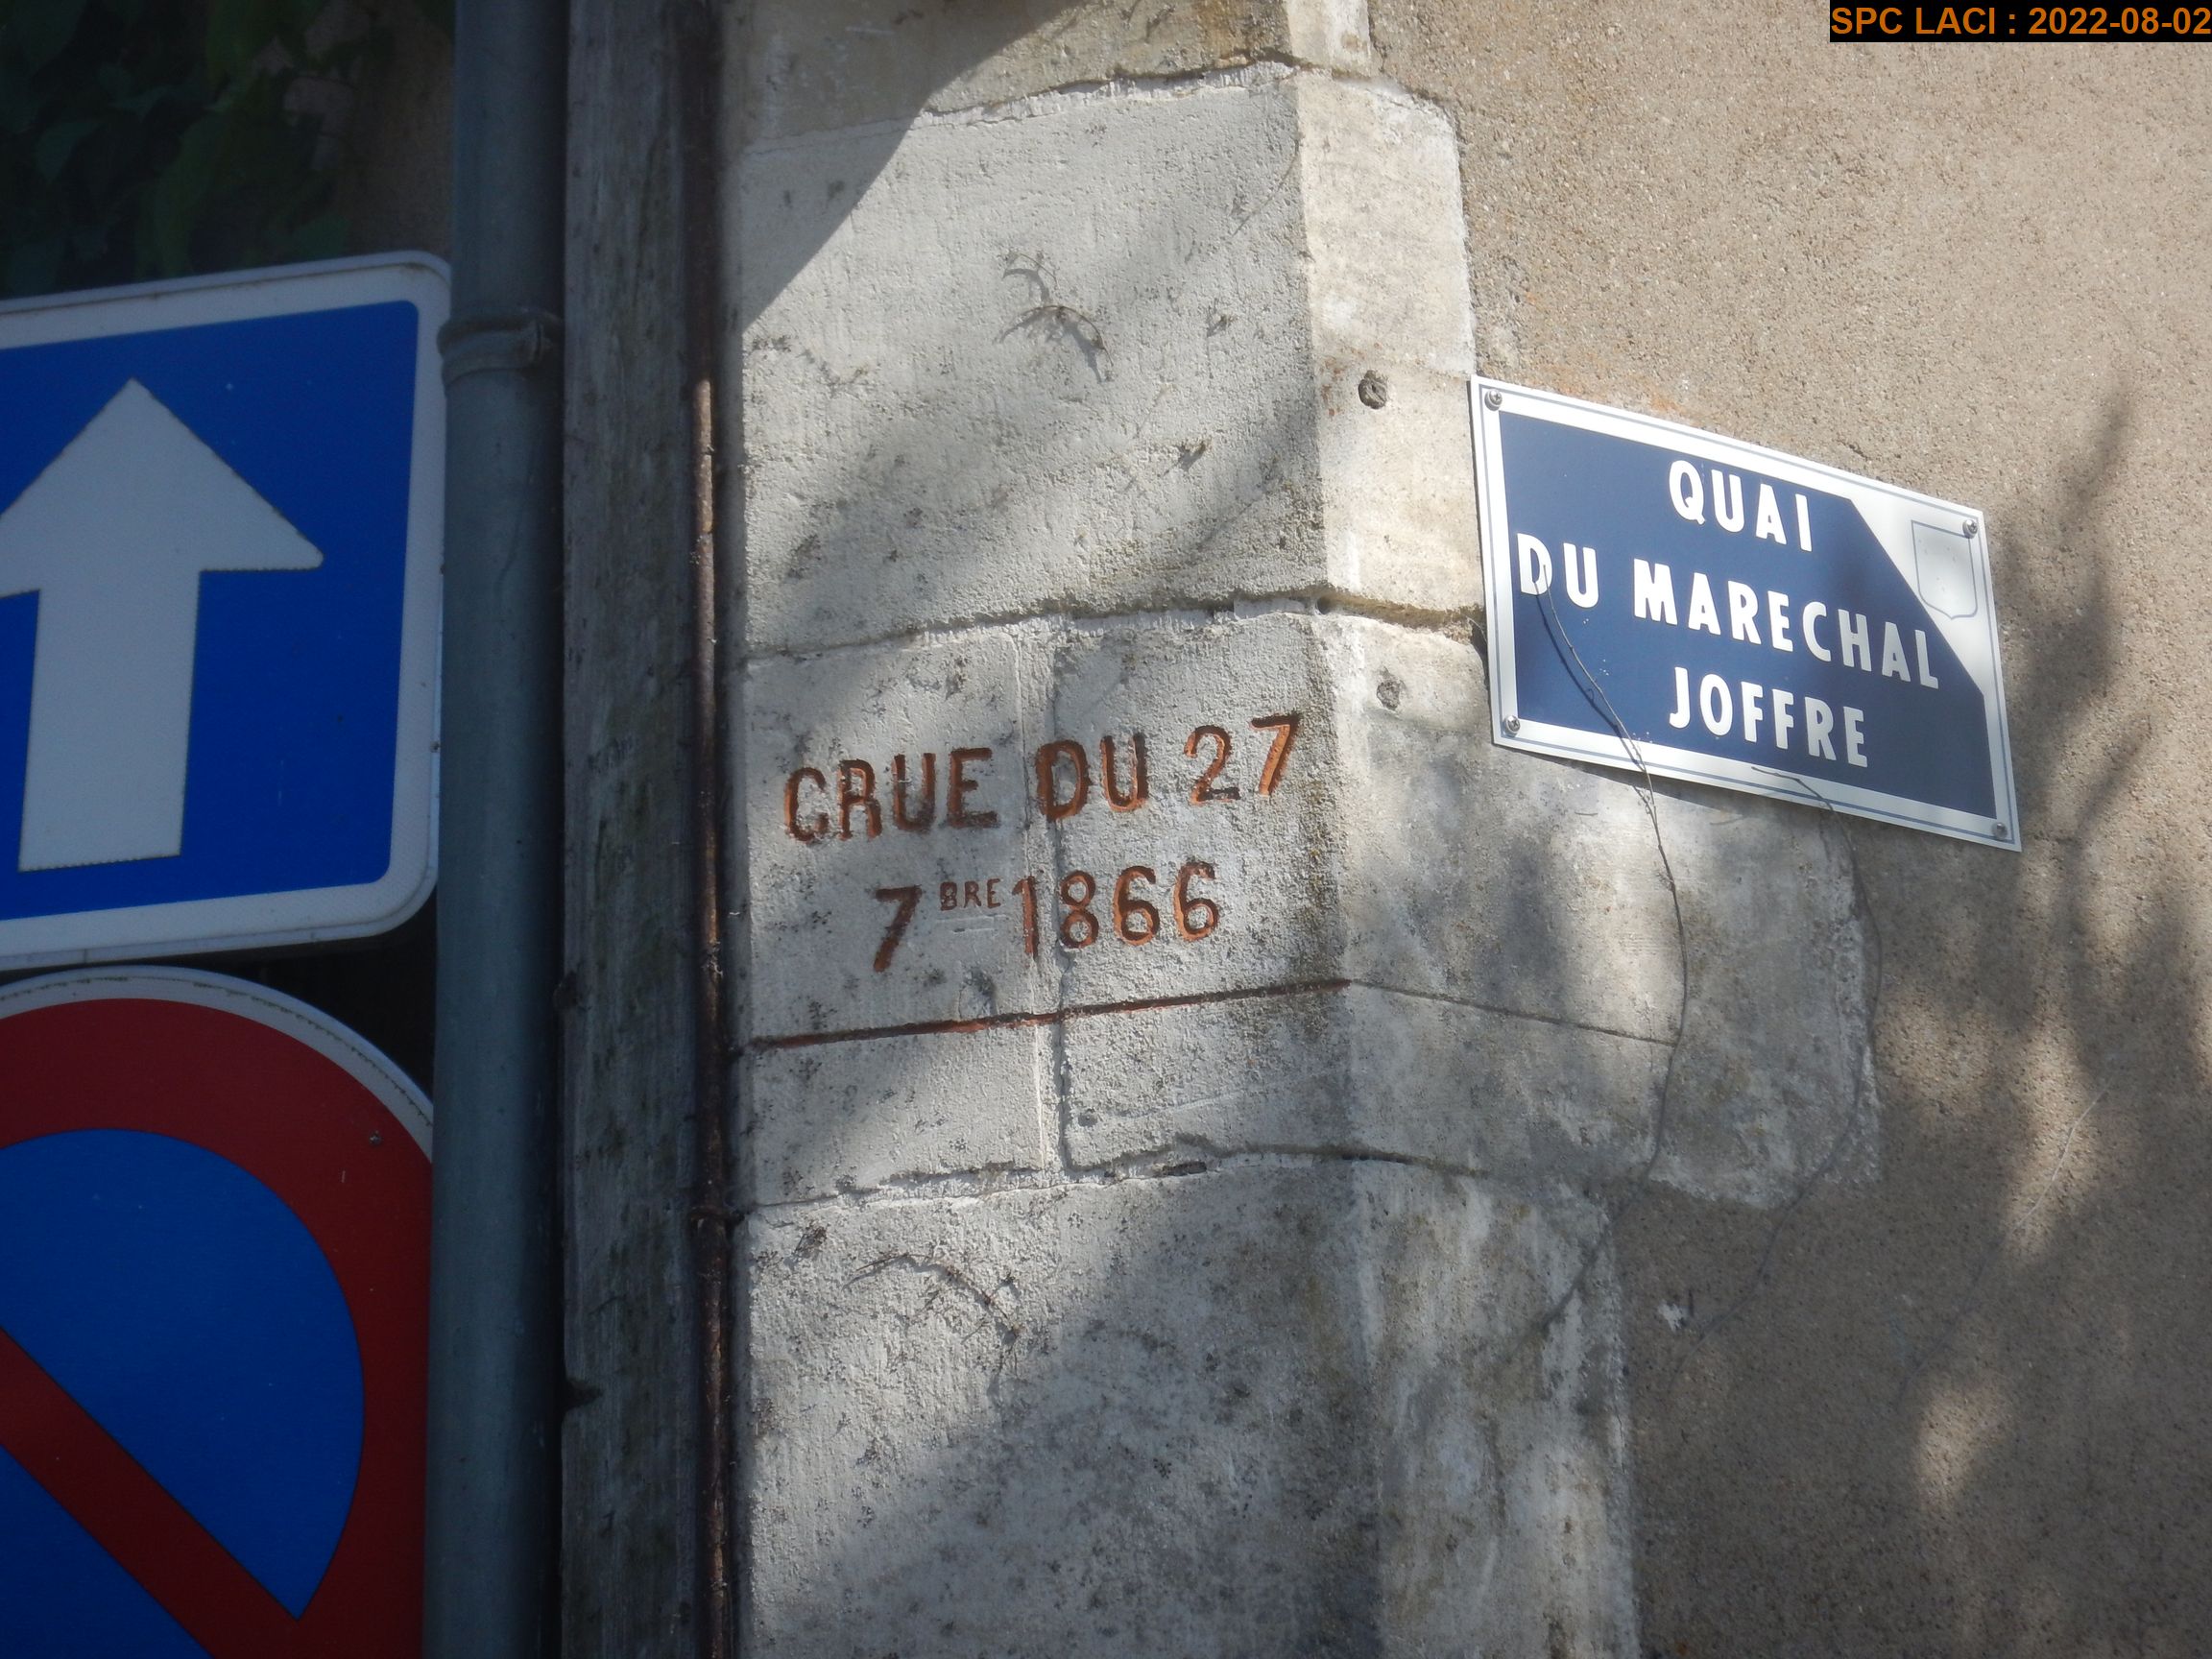 SPC LACI : 2022-08-02
QUAI
DU MARECHAL
JOFFRE
CRUE DU 27
7BRE 1866